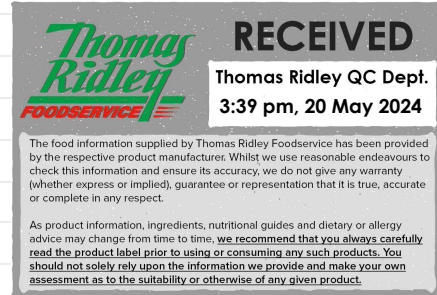 Thomas
Ridley
FOODSERVICE
RECEIVED
Thomas Ridley QC Dept.
3:39 pm, 20 May 2024
The food information supplied by Thomas Ridley Foodservice has been provided
by the respective product manufacturer. Whilst we use reasonable endeavours to
check this information and ensure its accuracy, we do not give any warranty
(whether express or implied), guarantee or representation that it is true, accurate
or complete in any respect.
As product information, ingredients, nutritional guides and dietary or allergy
advice may change from time to time, we recommend that you always carefully
read the product label prior to using or consuming any such products. You
should not solely rely upon the information we provide and make your own
assessment as to the suitability or otherwise of any given product.